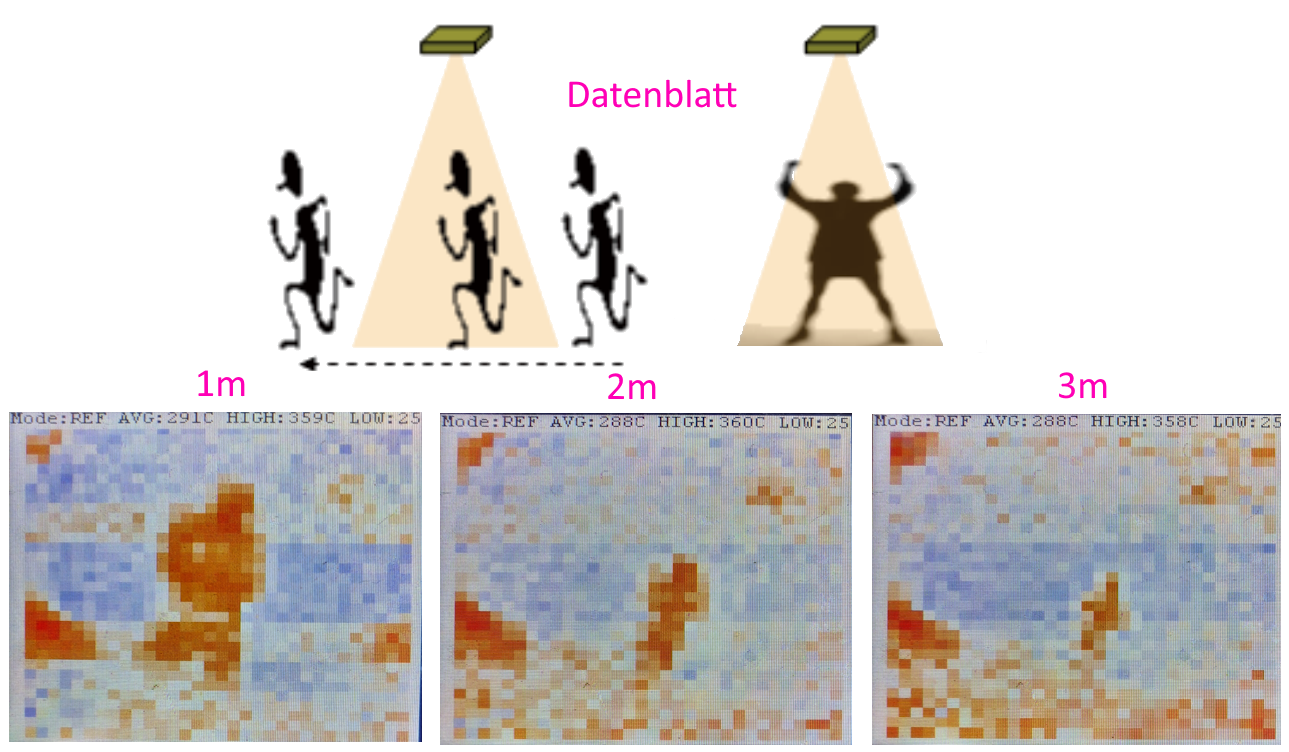 Datenblatt
1m
2m
3m
Mode:REF AVG:291C HIGH:359C LOW:25
Mode:REF AVG:288C HIGH:360C LOW:25
Mode:REF AVG:288C HIGH:358C LOW:25